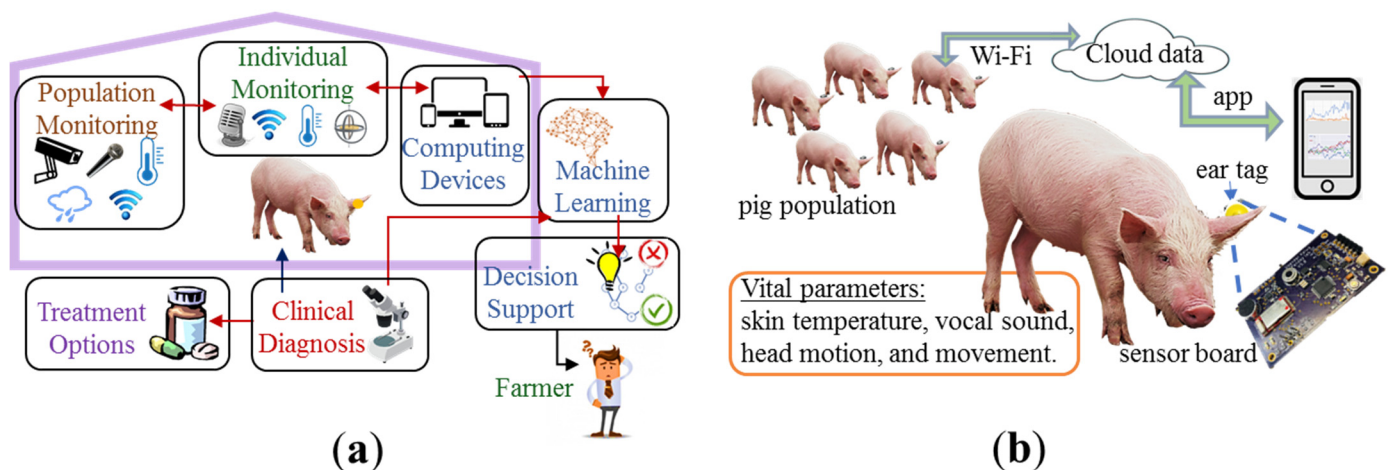 Population
Monitoring
Individual
Monitoring
Computing
Devices
Machine
Learning
Decision
Support
Treatment
Options
Clinical
Diagnosis
??
Farmer
(a)
Wi-Fi
Cloud data
app
ear tag
pig population
Vital parameters:
skin temperature, vocal sound,
head motion, and movement.
sensor board
(b)